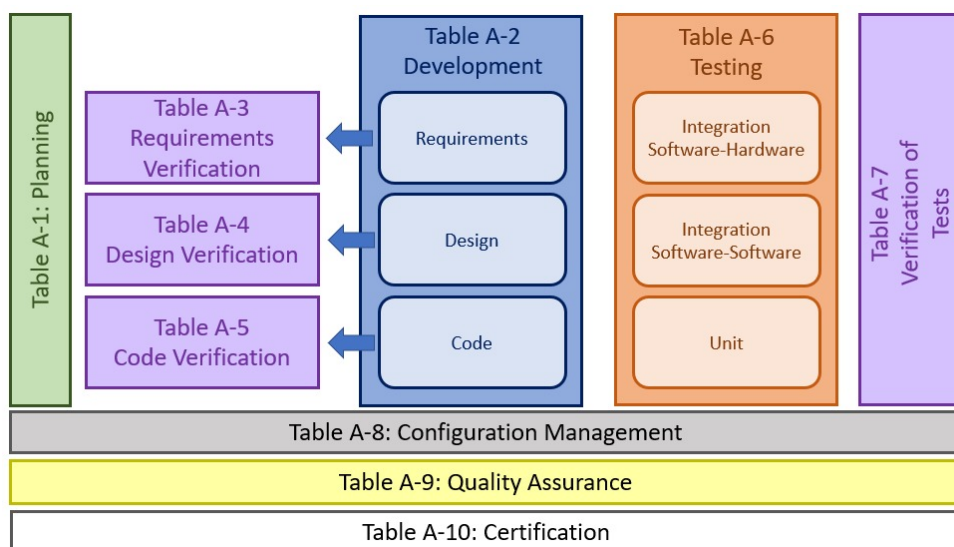 Table A-1: Planning
Table A-3
Requirements
Verification
Table A-4
Design Verification
Table A-5
Code Verification
Table A-2
Development
Requirements
Design
Code
Table A-6
Testing
Integration
Software-Hardware
Integration
Software-Software
Unit
Table A-7
Verification of
Tests
Table A-8: Configuration Management
Table A-9: Quality Assurance
Table A-10: Certification